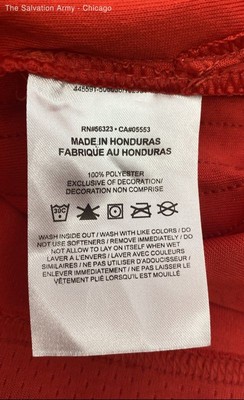 The Salvation Army - Chicago
RN#56323 • CA#05553
MADE IN HONDURAS
FABRIQUÉ AU HONDURAS
100% POLYESTER
EXCLUSIVE OF DECORATION/
DECORATION NON COMPRISE
30C
WASH INSIDE OUT / WASH WITH LIKE COLORS / DO
NOT USE SOFTENERS / REMOVE IMMEDIATELY / DO
NOT ALLOW TO LAY ON ITSELF WHEN WET
LAVER A L'ENVERS / LAVER AVEC COULEURS
SIMILAIRES / NE PAS UTILISER D'ADOUCISSEUR /
ENLEVER IMMÉDIATEMENT / NE PAS LAISSER LE
VÊTEMENT PLIÉ LORSQU'IL EST MOUILLÉ